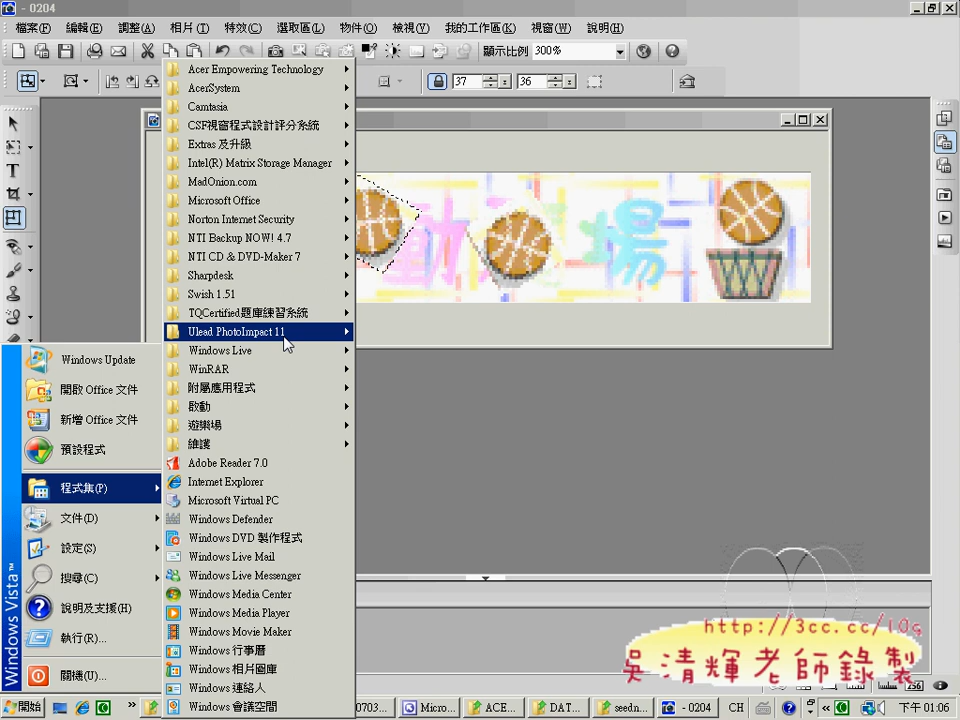 - 0204
檔案(F) 編輯(E) 調整(A) 相片(I) 特效(C) 選取區(L) 物件(O) 檢視(V) 我的工作區(K) 視窗(W) 說明(H)
顯示比例 300%
37 36
動 場
Acer Empowering Technology
AcerSystem
Camtasia
CSF視窗程式設計評分系統
Extras 及升級
Intel(R) Matrix Storage Manager
MadOnion.com
Microsoft Office
Norton Internet Security
NTI Backup NOW! 4.7
NTI CD & DVD-Maker 7
Sharpdesk
Swish 1.51
TQCertified題庫練習系統
Ulead PhotoImpact 11
Windows Live
WinRAR
附屬應用程式
啟動
遊樂場
維護
Adobe Reader 7.0
Internet Explorer
Microsoft Virtual PC
Windows Defender
Windows DVD 製作程式
Windows Live Mail
Windows Live Messenger
Windows Media Center
Windows Media Player
Windows Movie Maker
Windows 行事曆
Windows 相片圖庫
Windows 連絡人
Windows 會議空間
Windows Update
開啟 Office 文件
新增 Office 文件
預設程式
程式集(P)
文件(D)
設定(S)
搜尋(C)
說明及支援(H)
執行(R)...
關機(U)...
Windows Vista™
http://3cc.cc/10g
吳清輝老師錄製
256
開始 0703... Micro... ACE... DAT... seedn... - 0204 CH 下午 01:06